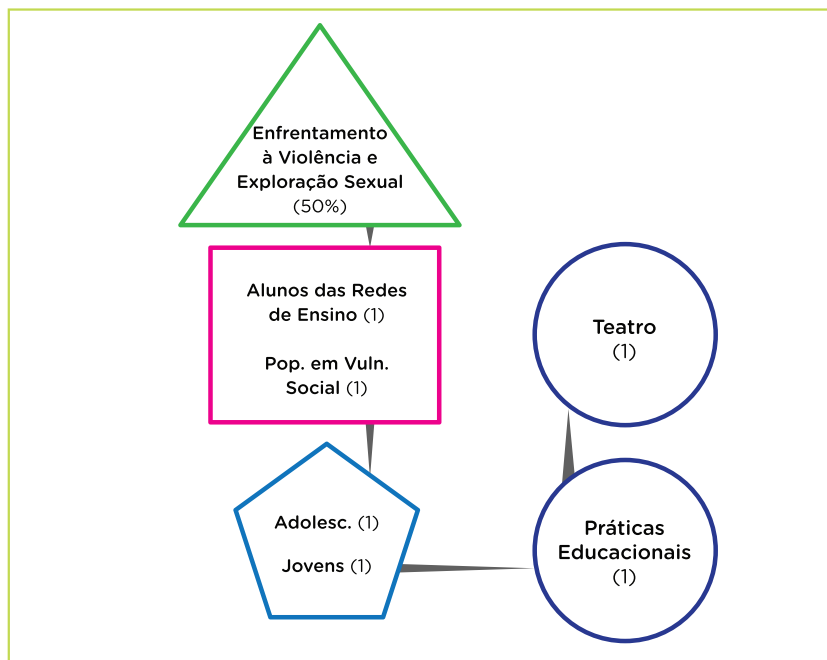 Enfrentamento
à Violência e
Exploração Sexual
(50%)
Alunos das Redes
de Ensino (1)
Pop. em Vuln.
Social (1)
Adolesc. (1)
Jovens (1)
Práticas
Educacionais
(1)
Teatro
(1)